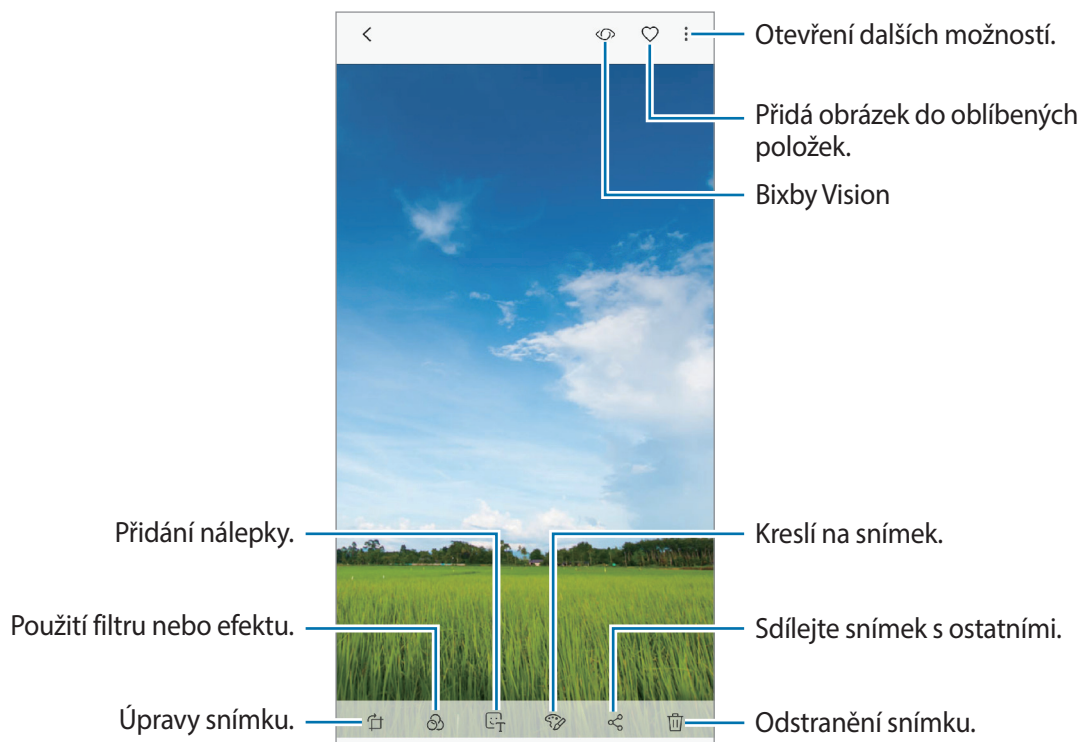 Otevření dalších možností.
Přidá obrázek do oblíbených
položek.
Bixby Vision
Přidání nálepky.
Kreslí na snímek.
Použití filtru nebo efektu.
Sdílejte snímek s ostatními.
Úpravy snímku.
Odstranění snímku.